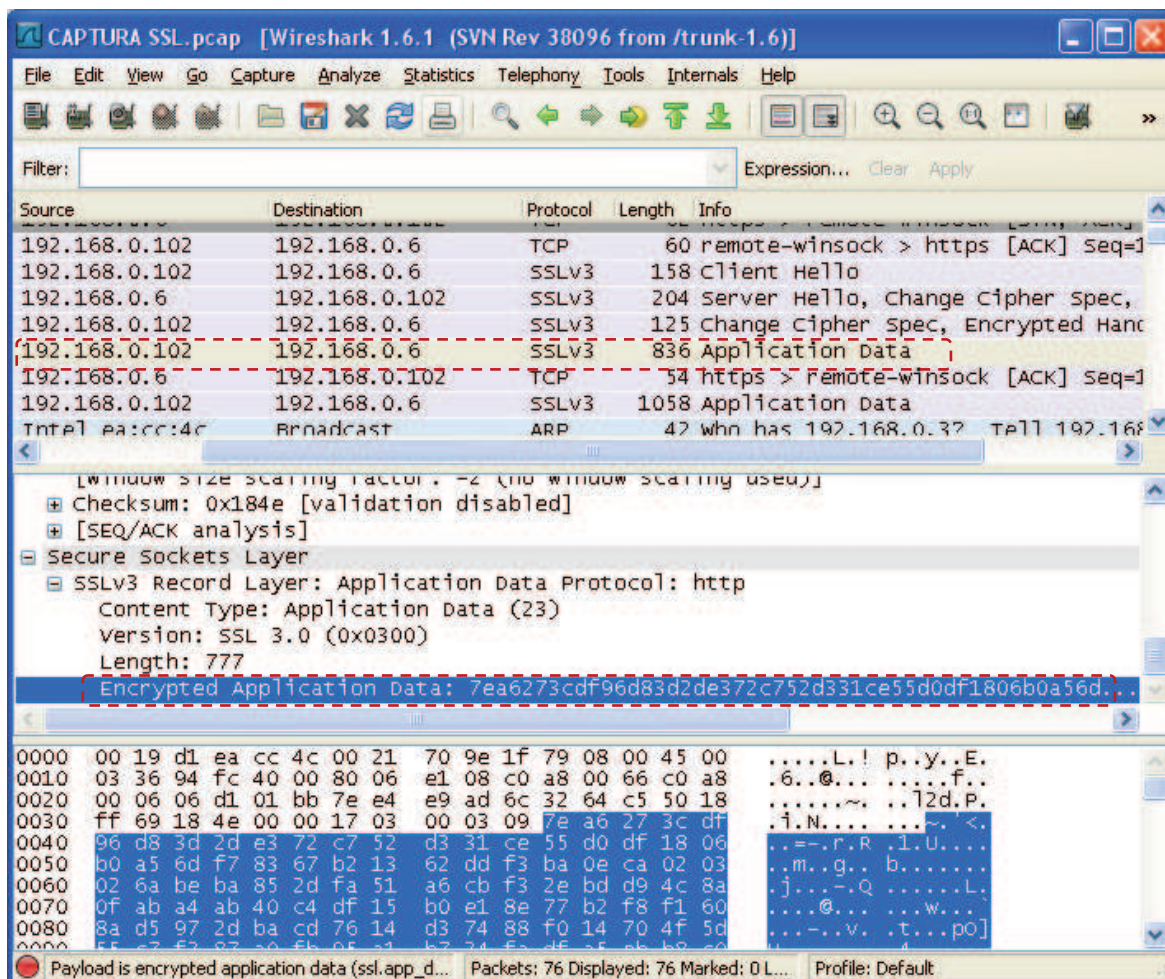 CAPTURA SSL.pcap [Wireshark 1.6.1 (SVN Rev 38096 from /trunk-1.6)]
File Edit View Go Capture Analyze Statistics Telephony Tools Internals Help
Filter: Expression... Clear Apply
Source Destination Protocol Length Info
192.168.0.102 192.168.0.6 TCP 60 remote-winsock > https [ACK] Seq=1
192.168.0.102 192.168.0.6 SSLv3 158 Client Hello
192.168.0.6 192.168.0.102 SSLv3 204 Server Hello, Change Cipher Spec,
192.168.0.102 192.168.0.6 SSLv3 125 Change Cipher Spec, Encrypted Hand
192.168.0.102 192.168.0.6 SSLv3 836 Application Data
192.168.0.6 192.168.0.102 TCP 54 https > remote-winsock [ACK] Seq=1
192.168.0.102 192.168.0.6 SSLv3 1058 Application Data
Intel_ea:cc:4c Broadcast ARP 42 who has 192.168.0.3? Tell 192.168
[Window size scaling factor: -2 (no window scaling used)]
Checksum: 0x184e [validation disabled]
[SEQ/ACK analysis]
Secure Sockets Layer
SSLv3 Record Layer: Application Data Protocol: http
Content Type: Application Data (23)
Version: SSL 3.0 (0x0300)
Length: 777
Encrypted Application Data: 7ea6273cdf96d83d2de372c752d331ce55d0df1806b0a56d...
0000 00 19 d1 ea cc 4c 00 21 70 9e 1f 79 08 00 45 00 .....L.! p..y..E.
0010 03 36 94 fc 40 00 80 06 e1 08 c0 a8 00 66 c0 a8 .6..@... .....f..
0020 00 06 06 d1 01 bb 7e e4 e9 ad 6c 32 64 c5 50 18 ......~. ..l2d.P.
0030 ff 69 18 4e 00 00 17 03 00 03 09 7e a6 27 3c df .i.N.... ...~.'<.
0040 96 d8 3d 2d e3 72 c7 52 d3 31 ce 55 d0 df 18 06 ..=-.r.R .1.U....
0050 b0 a5 6d f7 83 67 b2 13 62 dd f3 ba 0e ca 02 03 ..m..g.. b.......
0060 02 6a be ba 85 2d fa 51 a6 cb f3 2e bd d9 4c 8a .j...-.Q ......L.
0070 0f ab a4 ab 40 c4 df 15 b0 e1 8e 77 b2 f8 f1 60 ....@... ...w...`
0080 8a d5 97 2d ba cd 76 14 d3 74 88 f0 14 70 4f 5d ...-..v. .t...pO]
Payload is encrypted application data (ssl.app_d... Packets: 76 Displayed: 76 Marked: 0 L... Profile: Default